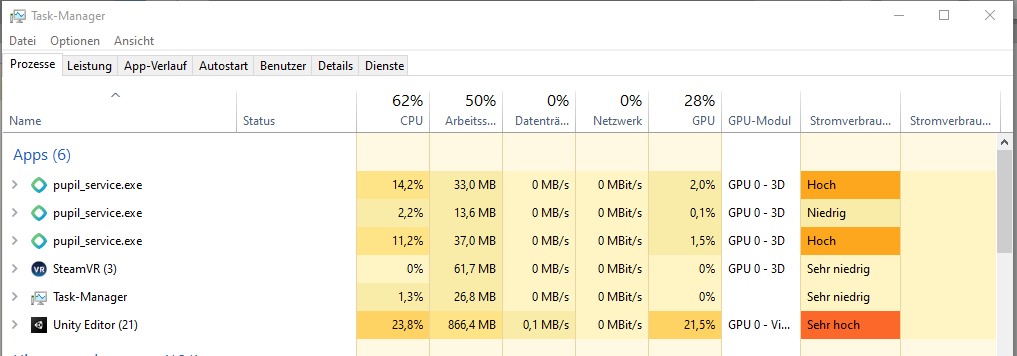 Task-Manager
Datei Optionen Ansicht
Prozesse Leistung App-Verlauf Autostart Benutzer Details Dienste
62% 50% 0% 0% 28%
Name Status CPU Arbeitss... Datenträ... Netzwerk GPU GPU-Modul Stromverbrau... Stromverbrau...
Apps (6)
pupil_service.exe 14,2% 33,0 MB 0 MB/s 0 MBit/s 2,0% GPU 0 - 3D Hoch
pupil_service.exe 2,2% 13,6 MB 0 MB/s 0 MBit/s 0,1% GPU 0 - 3D Niedrig
pupil_service.exe 11,2% 37,0 MB 0 MB/s 0 MBit/s 1,5% GPU 0 - 3D Hoch
VR SteamVR (3) 0% 61,7 MB 0 MB/s 0 MBit/s 0% GPU 0 - 3D Sehr niedrig
Task-Manager 1,3% 26,8 MB 0 MB/s 0 MBit/s 0% Sehr niedrig
Unity Editor (21) 23,8% 866,4 MB 0,1 MB/s 0 MBit/s 21,5% GPU 0 - Vi... Sehr hoch